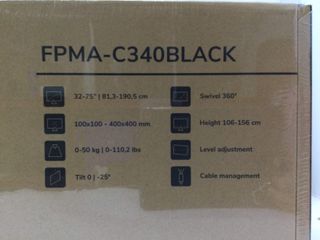 FPMA-C340BLACK
32-75" | 81,3-190,5 cm
Swivel 360°
100x100 - 400x400 mm
Height 106-156 cm
0-50 kg | 0-110,2 lbs
Level adjustment
Tilt 0 | -25°
Cable management